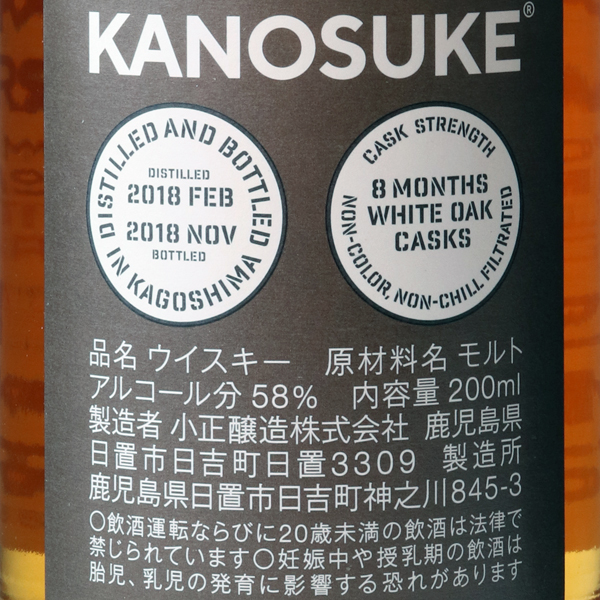 KANOSUKE®
DISTILLED AND BOTTLED
IN KAGOSHIMA
DISTILLED
2018 FEB
2018 NOV
BOTTLED
CASK STRENGTH
8 MONTHS
WHITE OAK
CASKS
NON-COLOR, NON-CHILL FILTRATED
品名 ウイスキー 原材料名 モルト
アルコール分 58% 内容量 200ml
製造者 小正醸造株式会社 鹿児島県
日置市日吉町日置3309 製造所
鹿児島県日置市日吉町神之川845-3
〇飲酒運転ならびに20歳未満の飲酒は法律で
禁じられています〇妊娠中や授乳期の飲酒は
胎児、乳児の発育に影響する恐れがあります